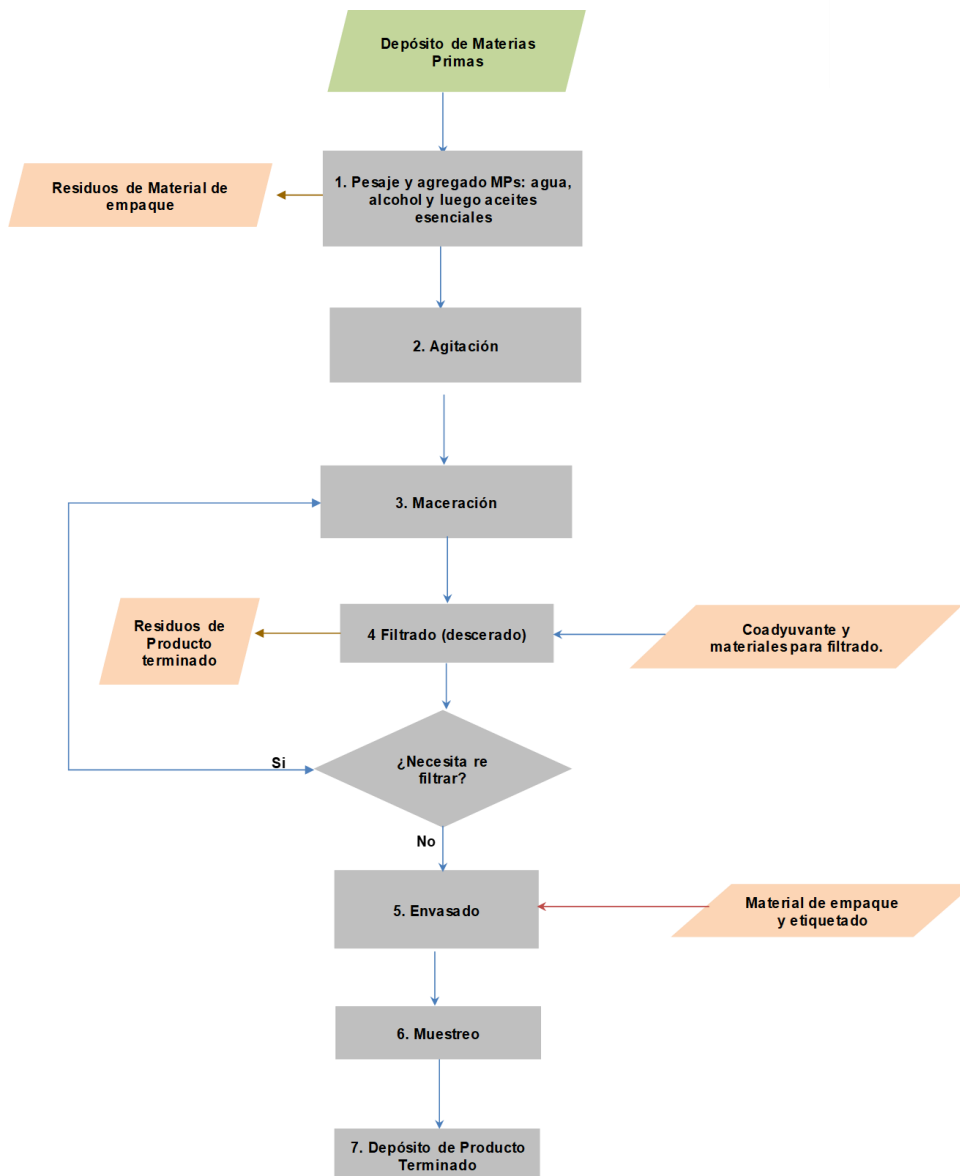 Depósito de Materias
Primas
Residuos de Material de
empaque
1. Pesaje y agregado MPs: agua,
alcohol y luego aceites
esenciales
2. Agitación
3. Maceración
Residuos de
Producto
terminado
4 Filtrado (descerado)
Coadyuvante y
materiales para filtrado.
Si
¿Necesita re
filtrar?
No
5. Envasado
Material de empaque
y etiquetado
6. Muestreo
7. Depósito de Producto
Terminado